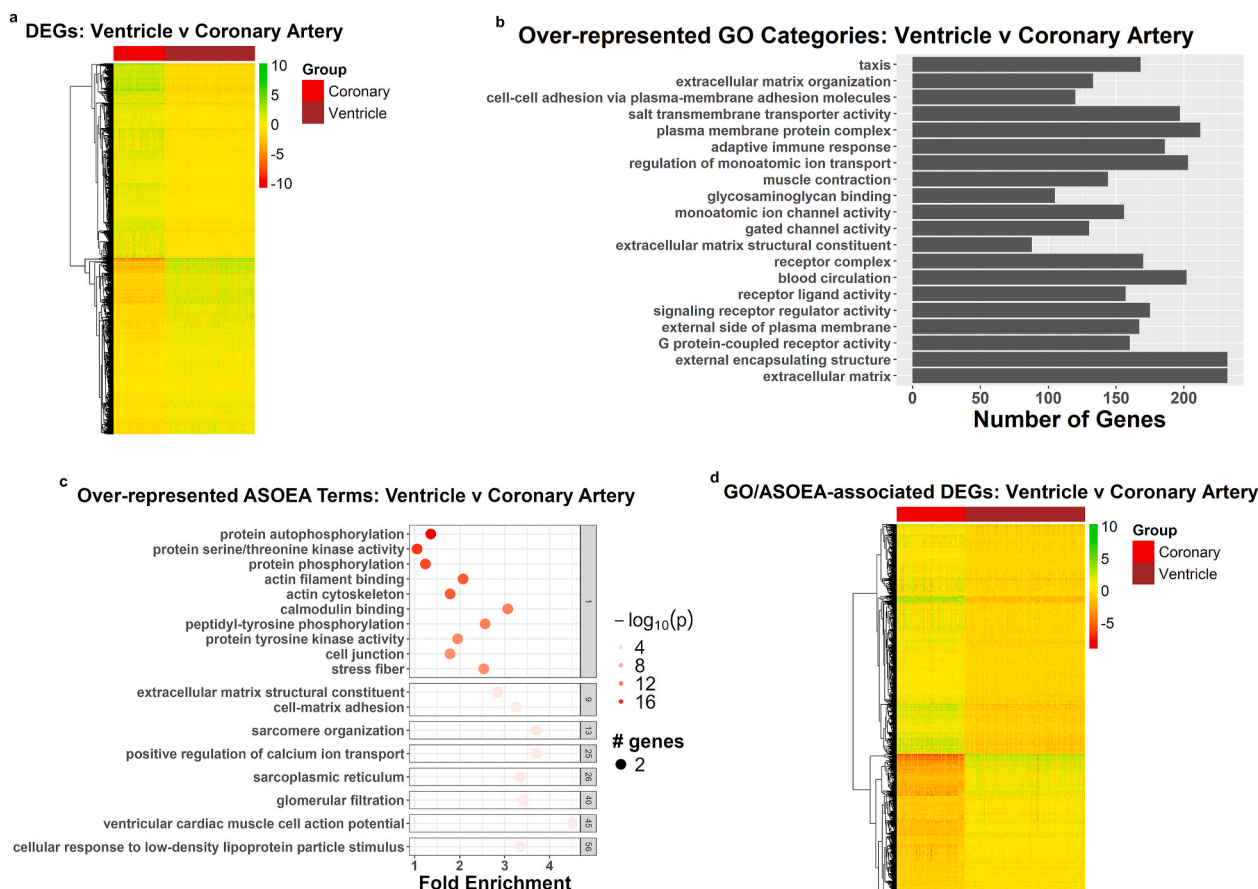 a
DEGs: Ventricle v Coronary Artery
10
5
0
-5
-10
Group
Coronary
Ventricle
b
Over-represented GO Categories: Ventricle v Coronary Artery
taxis
extracellular matrix organization
cell-cell adhesion via plasma-membrane adhesion molecules
salt transmembrane transporter activity
plasma membrane protein complex
adaptive immune response
regulation of monoatomic ion transport
muscle contraction
glycosaminoglycan binding
monoatomic ion channel activity
gated channel activity
extracellular matrix structural constituent
receptor complex
blood circulation
receptor ligand activity
signaling receptor regulator activity
external side of plasma membrane
G protein-coupled receptor activity
external encapsulating structure
extracellular matrix
0 50 100 150 200
Number of Genes
c
Over-represented ASOEA Terms: Ventricle v Coronary Artery
protein autophosphorylation
protein serine/threonine kinase activity
protein phosphorylation
actin filament binding
actin cytoskeleton
calmodulin binding
peptidyl-tyrosine phosphorylation
protein tyrosine kinase activity
cell junction
stress fiber
1
extracellular matrix structural constituent
cell-matrix adhesion
9
sarcomere organization
13
positive regulation of calcium ion transport
25
sarcoplasmic reticulum
26
glomerular filtration
40
ventricular cardiac muscle cell action potential
45
cellular response to low-density lipoprotein particle stimulus
56
1 2 3 4
Fold Enrichment
− log10(p)
4
8
12
16
# genes
2
d
GO/ASOEA-associated DEGs: Ventricle v Coronary Artery
10
5
0
-5
Group
Coronary
Ventricle